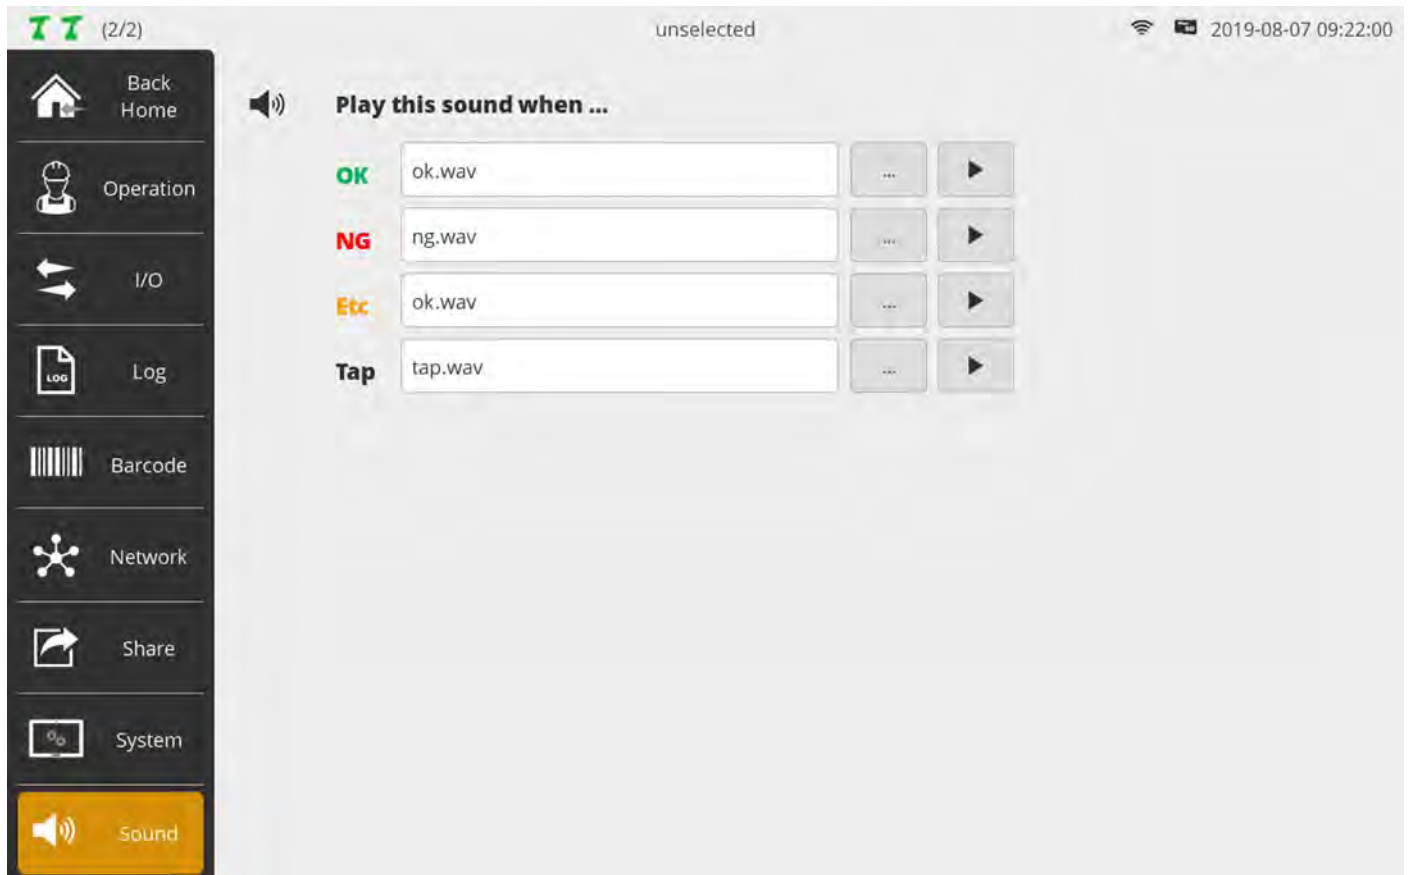 (2/2) unselected 2019-08-07 09:22:00
Back
Home
Operation
I/O
LOG
Log
Barcode
Network
Share
System
Sound
Play this sound when ...
OK ok.wav ...
NG ng.wav ...
Etc ok.wav ...
Tap tap.wav ...